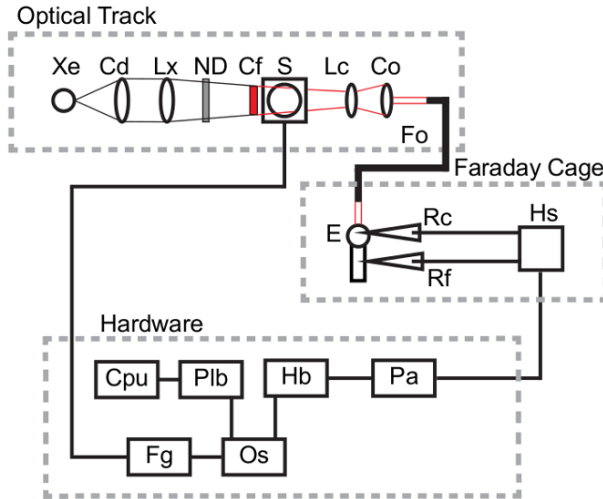 Optical Track
Xe Cd Lx ND Cf S Lc Co
Fo
Faraday Cage
E Rc Hs
Rf
Hardware
Cpu Plb Hb Pa
Fg Os